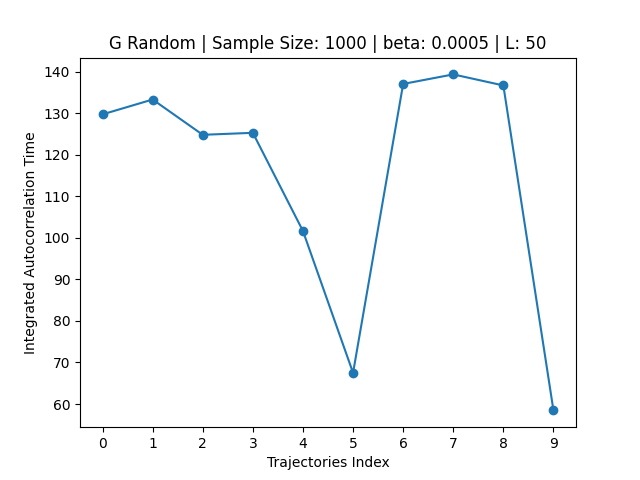 G Random | Sample Size: 1000 | beta: 0.0005 | L: 50
140
130
120
110
100
90
80
70
60
Integrated Autocorrelation Time
0 1 2 3 4 5 6 7 8 9
Trajectories Index